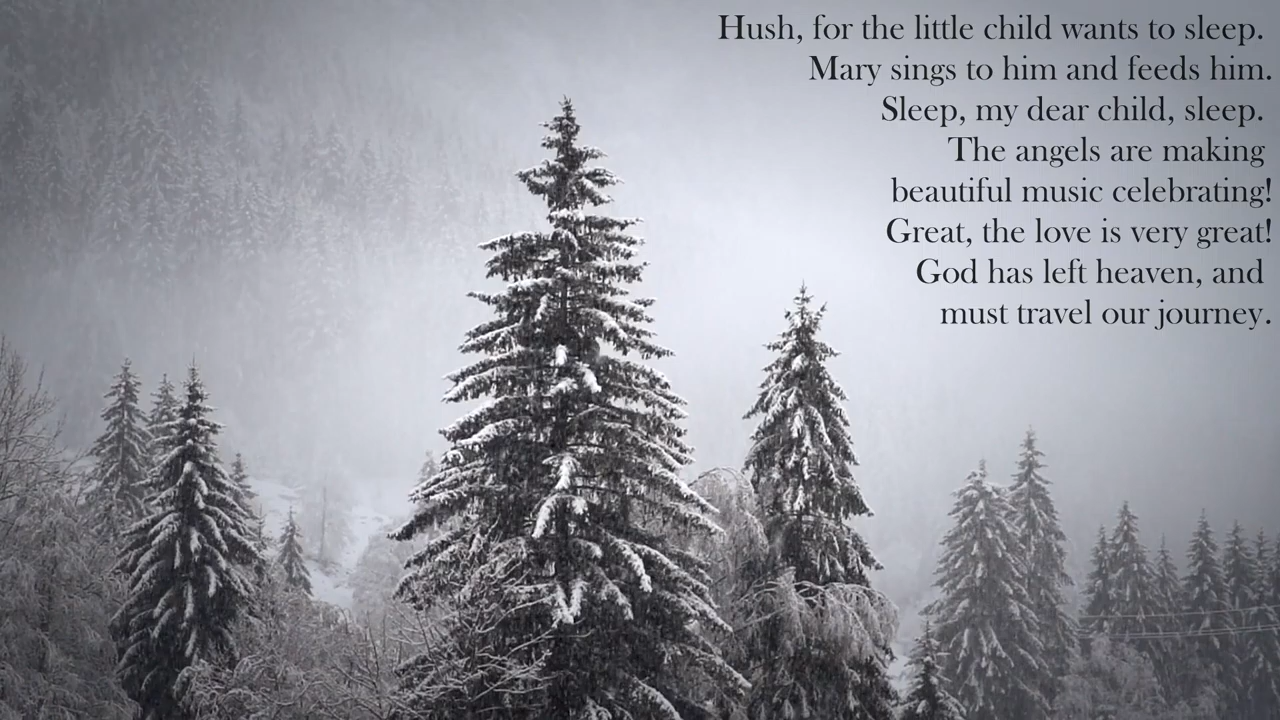 Hush, for the little child wants to sleep.
Mary sings to him and feeds him.
Sleep, my dear child, sleep.
The angels are making
beautiful music celebrating!
Great, the love is very great!
God has left heaven, and
must travel our journey.